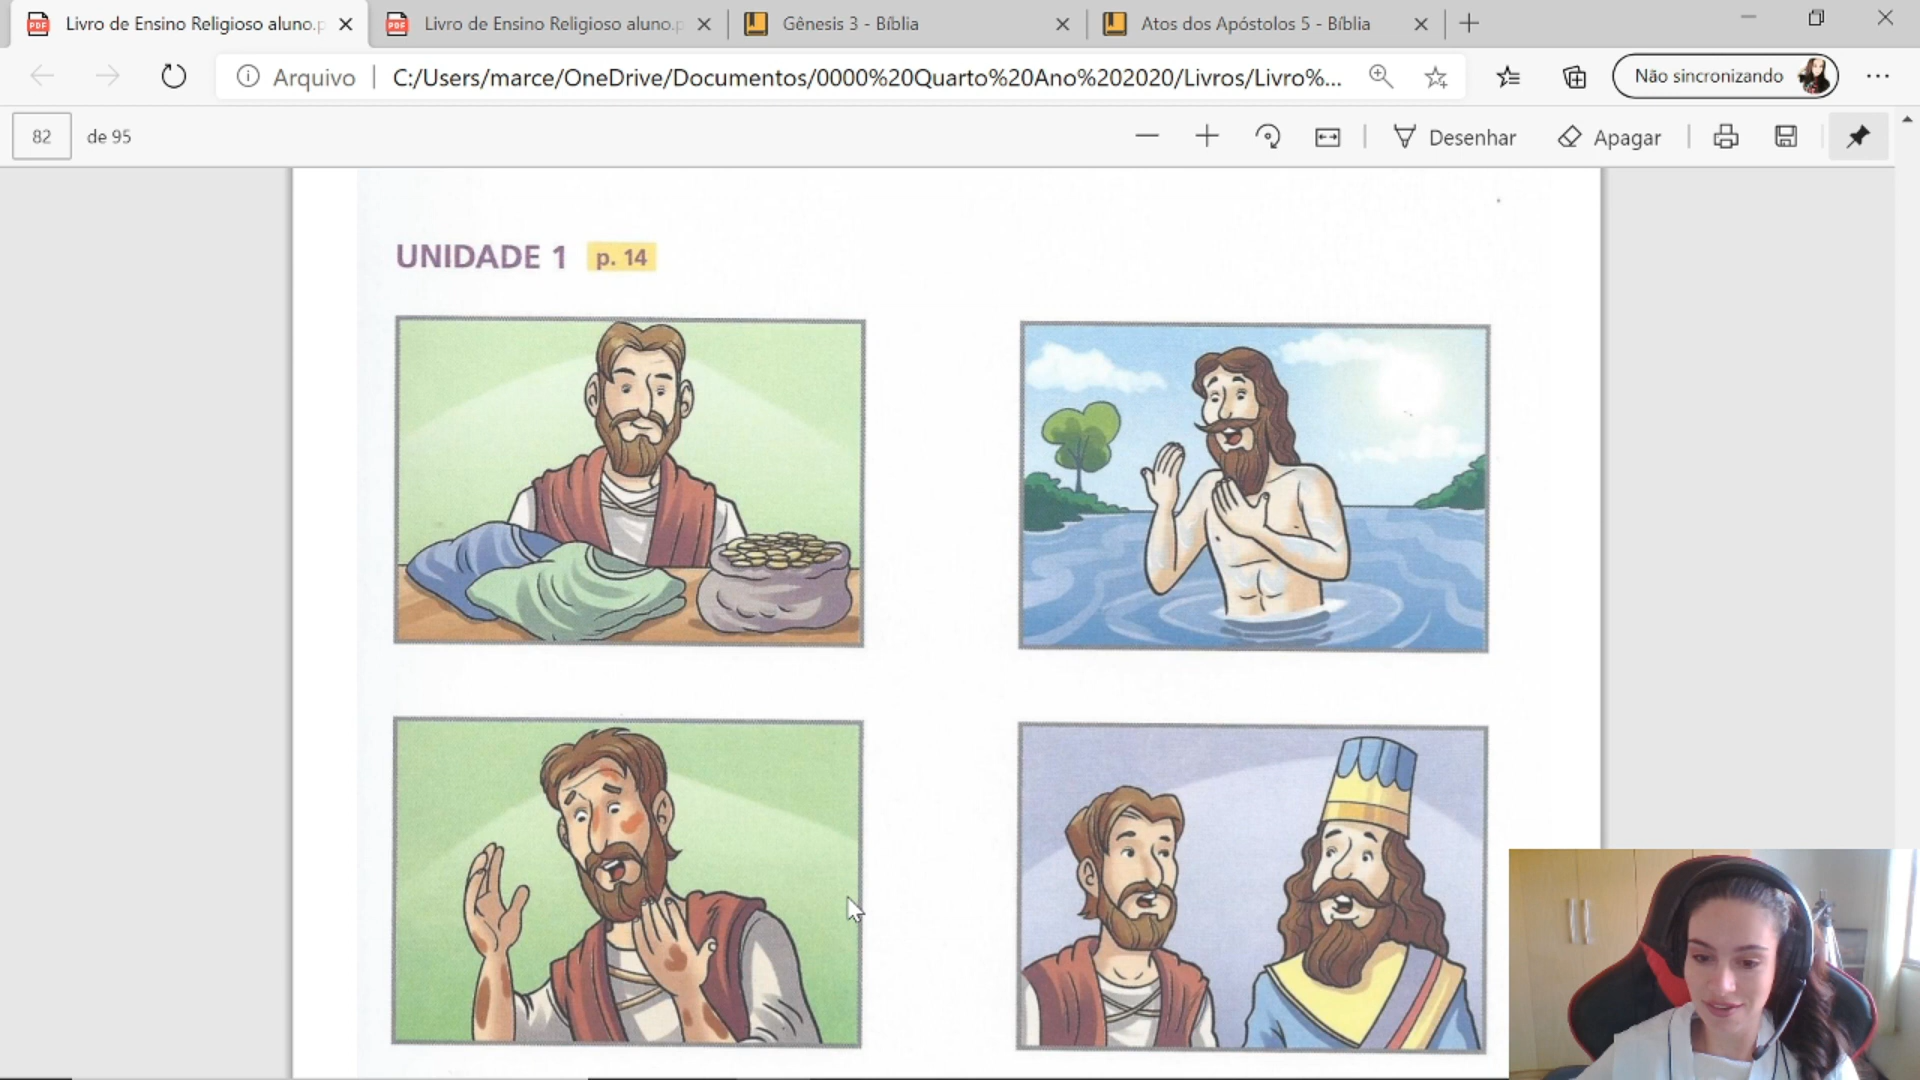 Livro de Ensino Religioso aluno.p
Livro de Ensino Religioso aluno.p
Gênesis 3 - Bíblia
Atos dos Apóstolos 5 - Bíblia
Arquivo
C:/Users/marce/OneDrive/Documentos/0000%20Quarto%20Ano%202020/Livros/Livro%...
Não sincronizando
82 de 95
Desenhar
Apagar
UNIDADE 1 p. 14